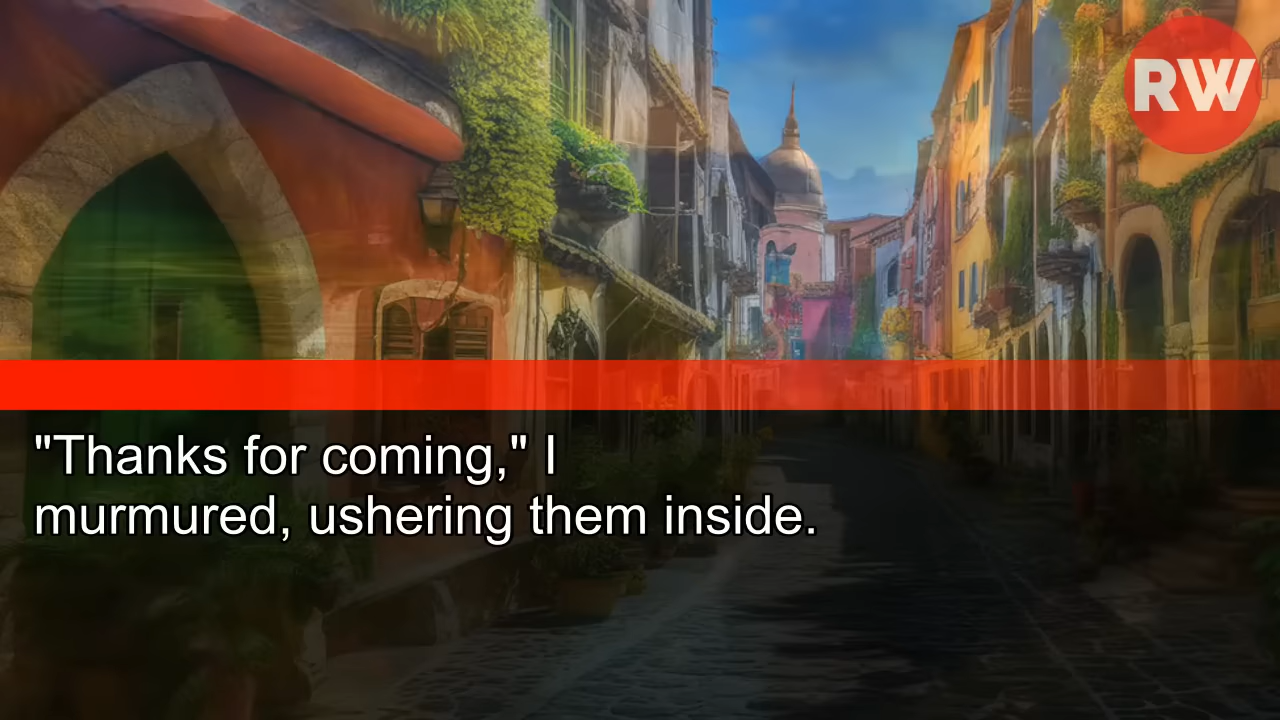 RW
"Thanks for coming," I
murmured, ushering them inside.